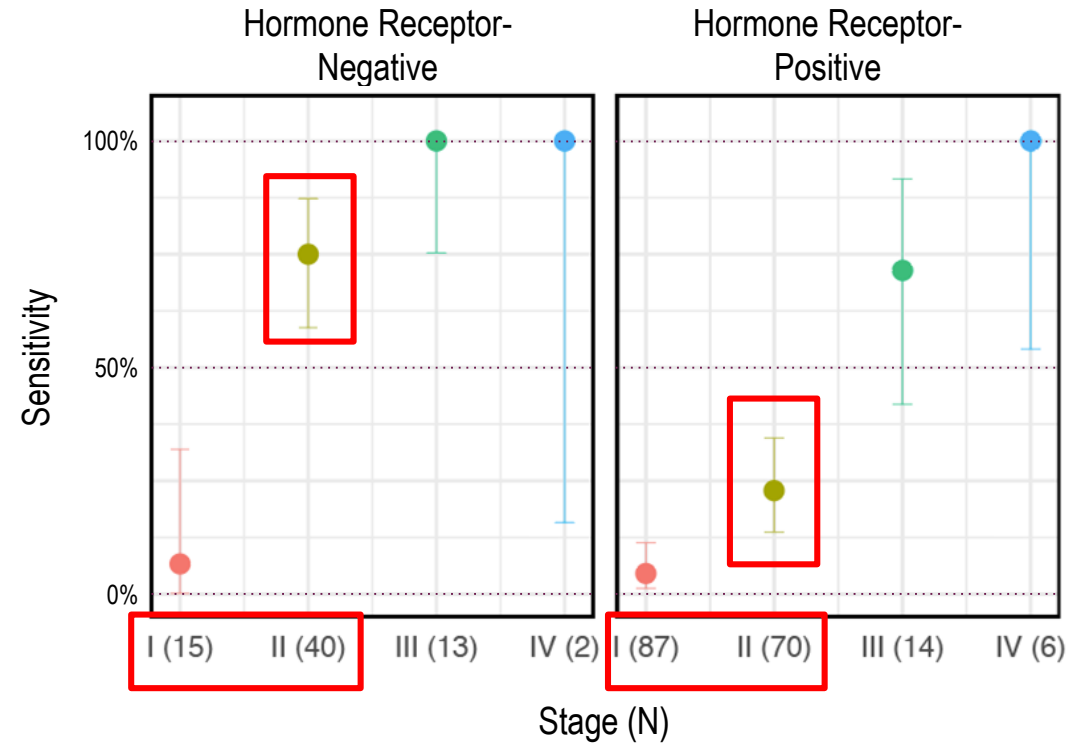 Hormone Receptor-
Negative
Hormone Receptor-
Positive
Sensitivity
100%
50%
0%
I (15) II (40) III (13) IV (2)
I (87) II (70) III (14) IV (6)
Stage (N)